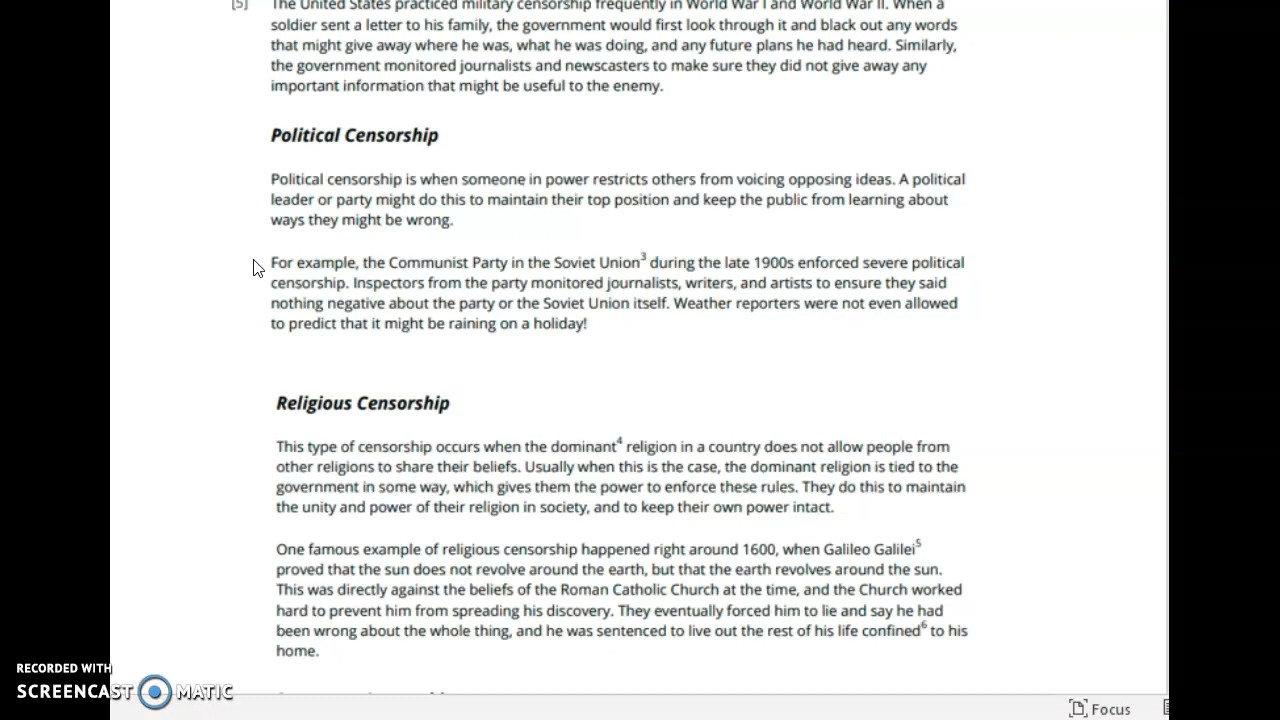 [5] The United States practiced military censorship frequently in World War I and World War II. When a
soldier sent a letter to his family, the government would first look through it and black out any words
that might give away where he was, what he was doing, and any future plans he had heard. Similarly,
the government monitored journalists and newscasters to make sure they did not give away any
important information that might be useful to the enemy.
Political Censorship
Political censorship is when someone in power restricts others from voicing opposing ideas. A political
leader or party might do this to maintain their top position and keep the public from learning about
ways they might be wrong.
For example, the Communist Party in the Soviet Union3 during the late 1900s enforced severe political
censorship. Inspectors from the party monitored journalists, writers, and artists to ensure they said
nothing negative about the party or the Soviet Union itself. Weather reporters were not even allowed
to predict that it might be raining on a holiday!
Religious Censorship
This type of censorship occurs when the dominant4 religion in a country does not allow people from
other religions to share their beliefs. Usually when this is the case, the dominant religion is tied to the
government in some way, which gives them the power to enforce these rules. They do this to maintain
the unity and power of their religion in society, and to keep their own power intact.
One famous example of religious censorship happened right around 1600, when Galileo Galilei5
proved that the sun does not revolve around the earth, but that the earth revolves around the sun.
This was directly against the beliefs of the Roman Catholic Church at the time, and the Church worked
hard to prevent him from spreading his discovery. They eventually forced him to lie and say he had
been wrong about the whole thing, and he was sentenced to live out the rest of his life confined6 to his
home.
RECORDED WITH
SCREENCAST MATIC
Focus